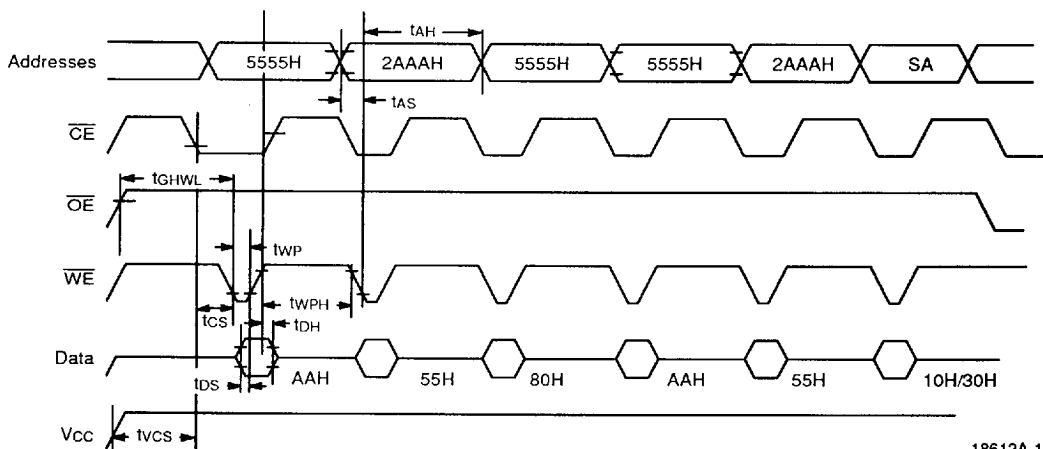 tAH
Addresses 5555H 2AAAH 5555H 5555H 2AAAH SA
tAS
CE
tGHWL
OE
tWP
WE
tCS tWPH
tDH
Data
tDS AAH 55H 80H AAH 55H 10H/30H
VCC tVCS